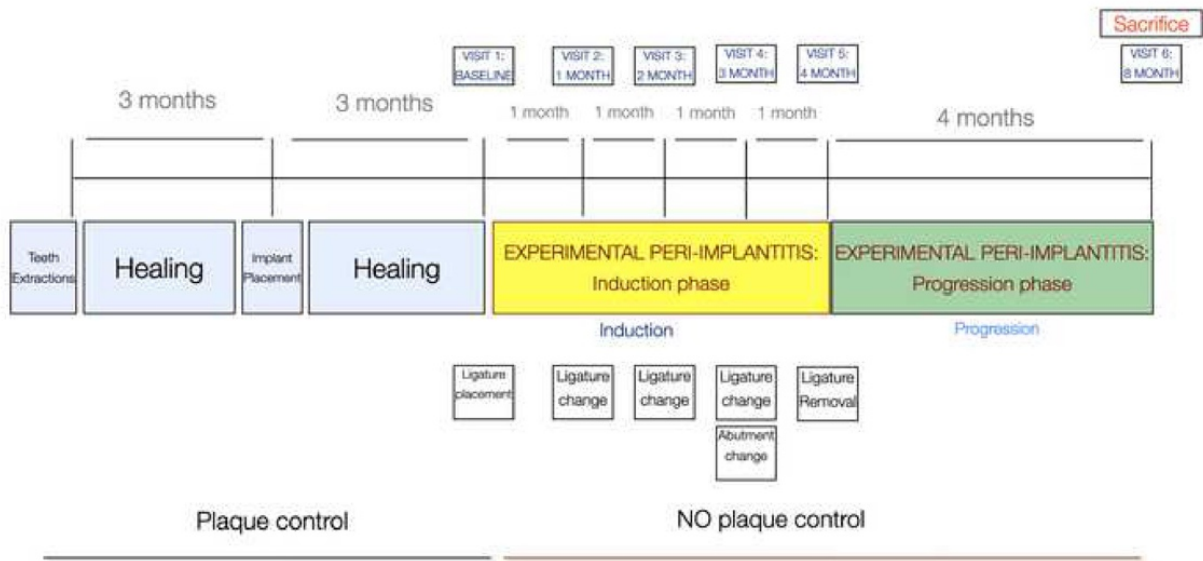 Sacrifice
VISIT 1:
BASELINE
VISIT 2:
1 MONTH
VISIT 3:
2 MONTH
VISIT 4:
3 MONTH
VISIT 5:
4 MONTH
VISIT 6:
8 MONTH
3 months
3 months
1 month
1 month
1 month
1 month
4 months
Teeth
Extractions
Healing
Implant
Placement
Healing
EXPERIMENTAL PERI-IMPLANTITIS:
Induction phase
EXPERIMENTAL PERI-IMPLANTITIS:
Progression phase
Induction
Progression
Ligature
placement
Ligature
change
Ligature
change
Ligature
change
Ligature
Removal
Abutment
change
Plaque control
NO plaque control